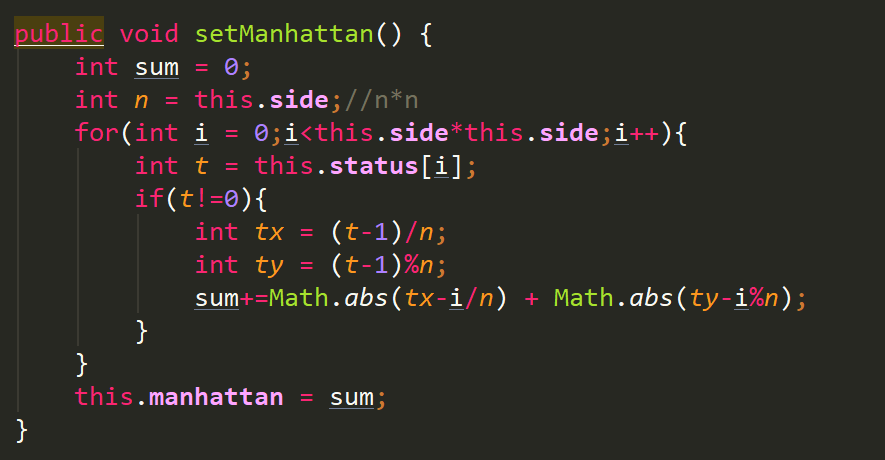 public void setManhattan() {
    int sum = 0;
    int n = this.side;//n*n
    for(int i = 0;i<this.side*this.side;i++){
        int t = this.status[i];
        if(t!=0){
            int tx = (t-1)/n;
            int ty = (t-1)%n;
            sum+=Math.abs(tx-i/n) + Math.abs(ty-i%n);
        }
    }
    this.manhattan = sum;
}